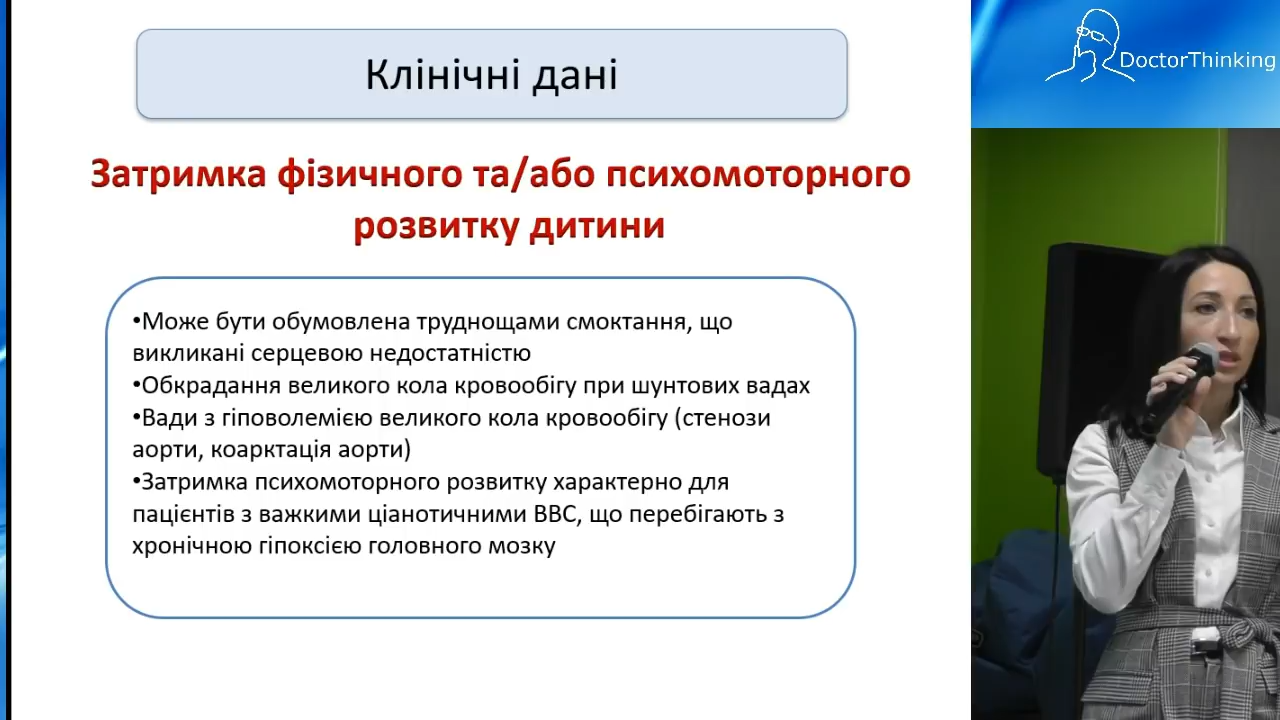 Клінічні дані
Затримка фізичного та/або психомоторного
розвитку дитини
•Може бути обумовлена труднощами смоктання, що
викликані серцевою недостатністю
•Обкрадання великого кола кровообігу при шунтових вадах
•Вади з гіповолемією великого кола кровообігу (стенози
аорти, коарктація аорти)
•Затримка психомоторного розвитку характерно для
пацієнтів з важкими ціанотичними ВВС, що перебігають з
хронічною гіпоксією головного мозку
DoctorThinking